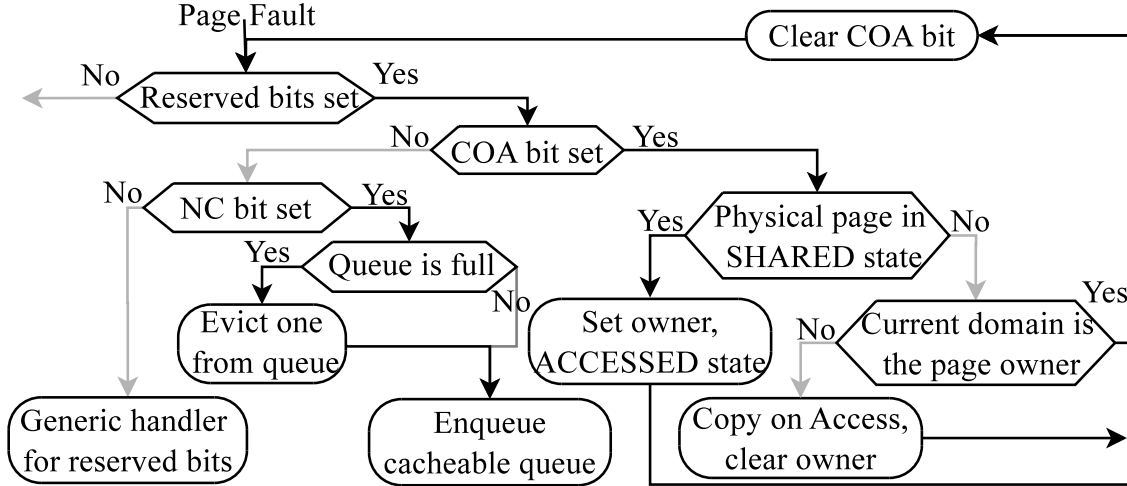 Page Fault
Clear COA bit
No
Reserved bits set
Yes
No
COA bit set
Yes
No
NC bit set
Yes
Yes
Physical page in
SHARED state
No
Yes
Queue is full
No
Evict one
from queue
Set owner,
ACCESSED state
No
Current domain is
the page owner
Yes
Generic handler
for reserved bits
Enqueue
cacheable queue
Copy on Access,
clear owner